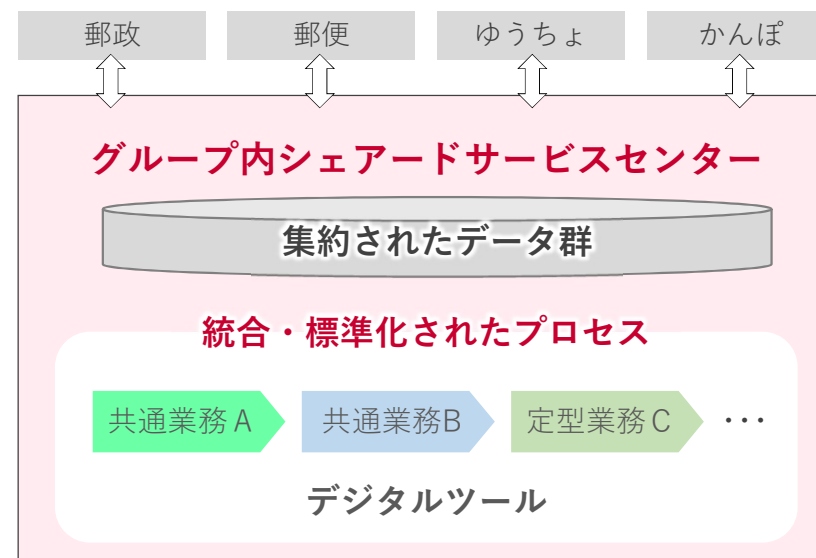 郵政 郵便 ゆうちょ かんぽ
グループ内シェアードサービスセンター
集約されたデータ群
統合・標準化されたプロセス
共通業務A 共通業務B 定型業務C ・・・
デジタルツール